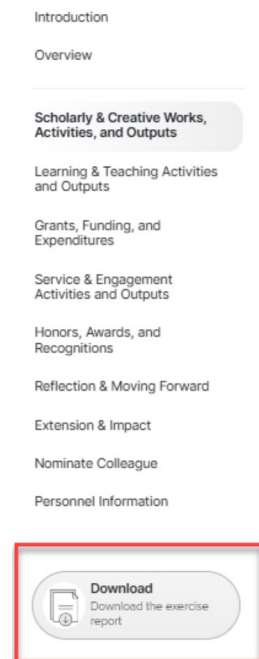 Introduction
Overview
Scholarly & Creative Works,
Activities, and Outputs
Learning & Teaching Activities
and Outputs
Grants, Funding, and
Expenditures
Service & Engagement
Activities and Outputs
Honors, Awards, and
Recognitions
Reflection & Moving Forward
Extension & Impact
Nominate Colleague
Personnel Information
Download
Download the exercise
report